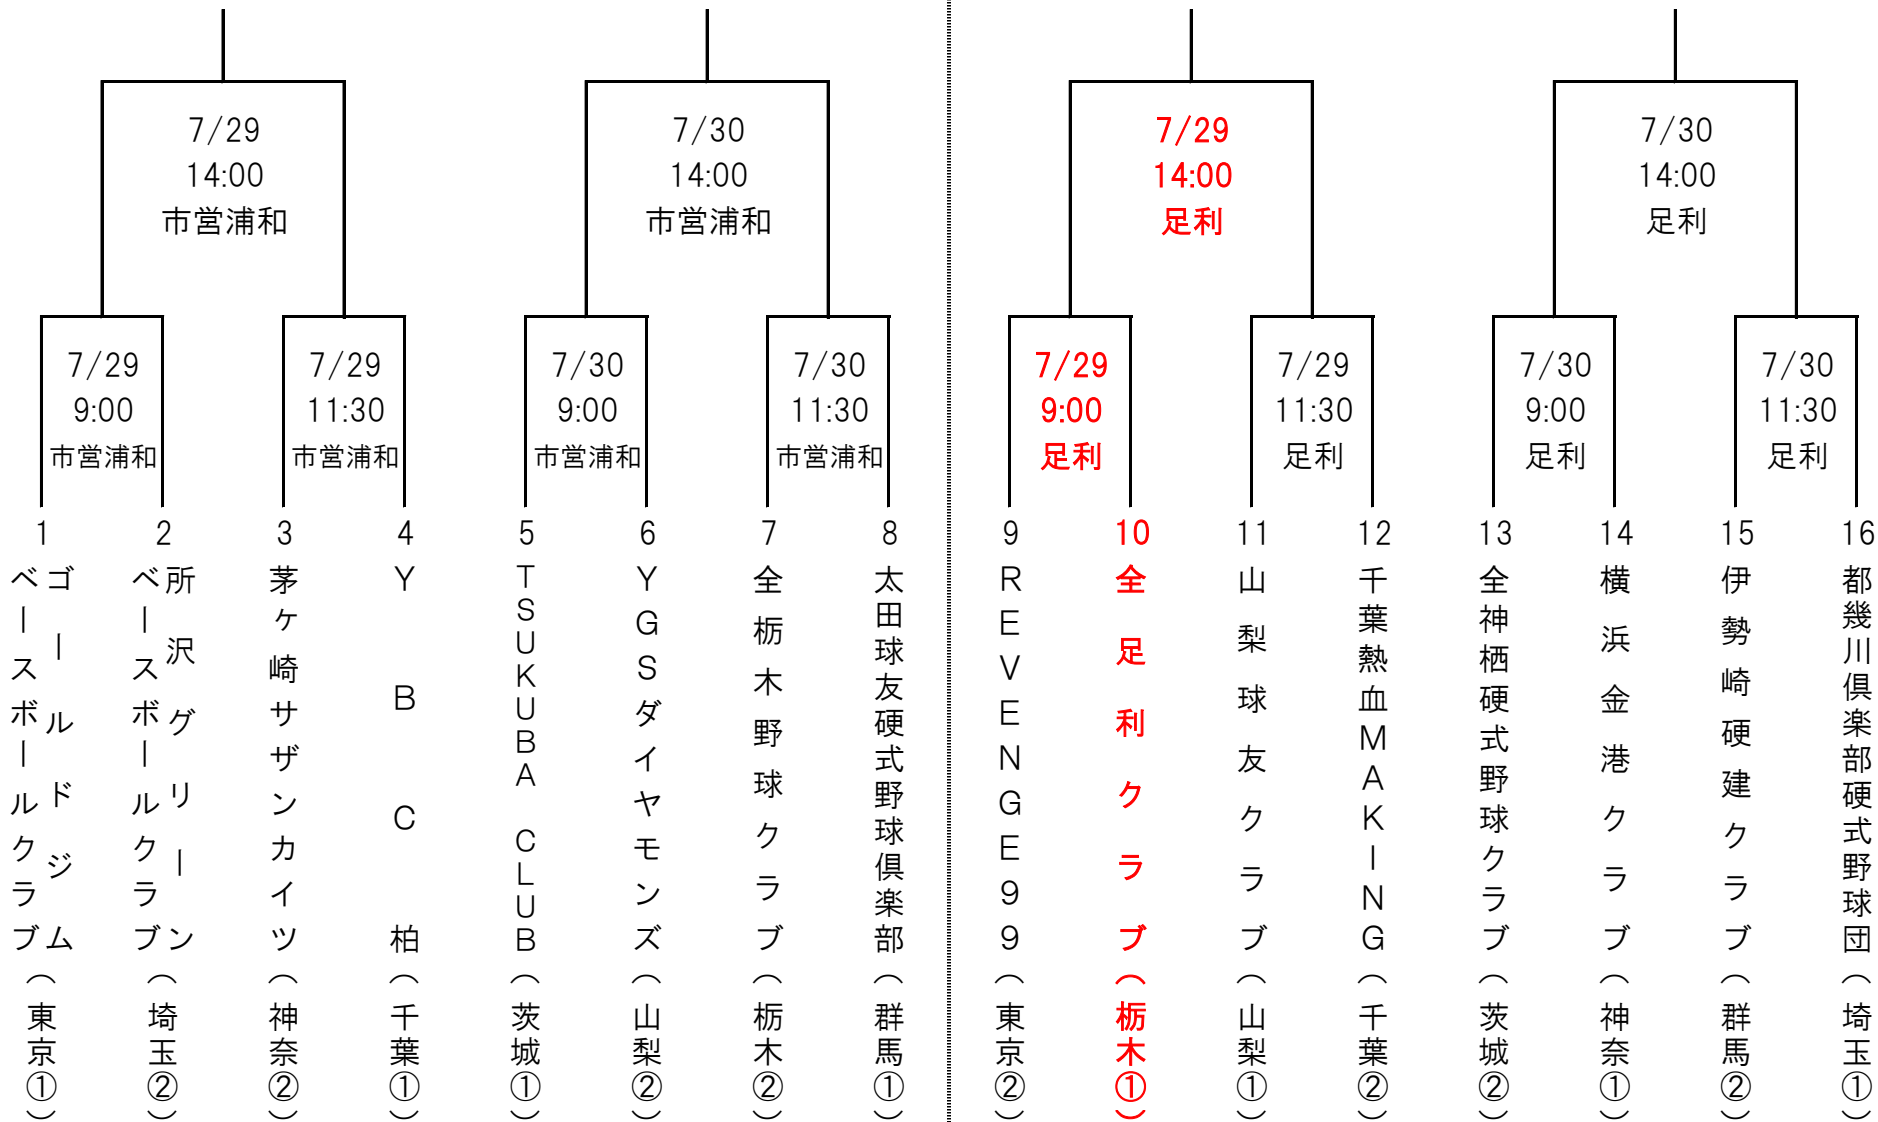 7/29
14:00
市営浦和
7/30
14:00
市営浦和
7/29
14:00
足利
7/30
14:00
足利
7/29
9:00
市営浦和
7/29
11:30
市営浦和
7/30
9:00
市営浦和
7/30
11:30
市営浦和
7/29
9:00
足利
7/29
11:30
足利
7/30
9:00
足利
7/30
11:30
足利
1
ゴールドジム
ベースボールクラブ
(東京①)
2
所沢グリーン
ベースボールクラブ
(埼玉②)
3
茅ヶ崎サザンカイツ
(神奈②)
4
YBC柏
(千葉①)
5
TSUKUBA CLUB
(茨城①)
6
YGSダイヤモンズ
(山梨②)
7
全栃木野球クラブ
(栃木②)
8
太田球友硬式野球倶楽部
(群馬①)
9
REVENGE99
(東京②)
10
全足利クラブ
(栃木①)
11
山梨球友クラブ
(山梨①)
12
千葉熱血MAKING
(千葉②)
13
全神栖硬式野球クラブ
(茨城②)
14
横浜金港クラブ
(神奈①)
15
伊勢崎硬建クラブ
(群馬②)
16
都幾川倶楽部硬式野球団
(埼玉①)